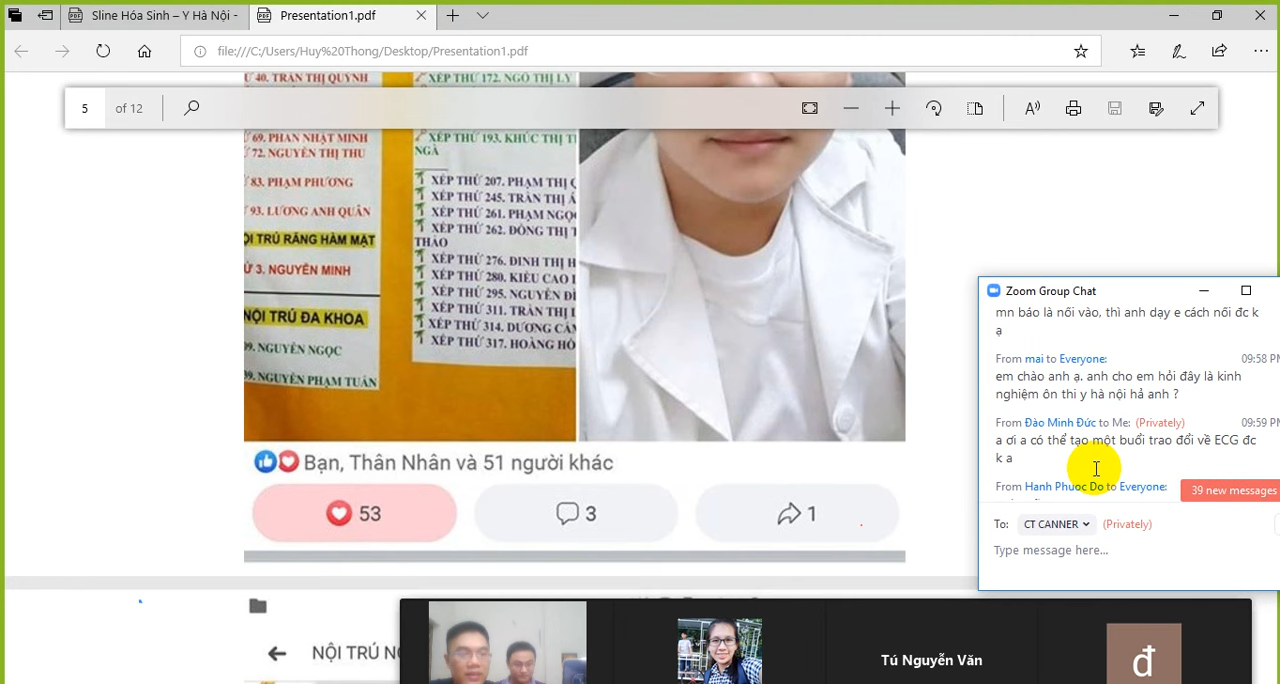 Sline Hóa Sinh – Y Hà Nội -
Presentation1.pdf
file:///C:/Users/Huy%20Thong/Desktop/Presentation1.pdf
5 of 12
40. TRẦN THỊ QUỲNH
69. PHAN NHẬT MINH
72. NGUYỄN THỊ THU
83. PHẠM PHƯƠNG
93. LƯƠNG ANH QUÂN
NỘI TRÚ RĂNG HÀM MẶT
3. NGUYỄN MINH
NỘI TRÚ ĐA KHOA
39. NGUYỄN NGỌC
39. NGUYỄN PHẠM TUÂN
XẾP THỨ 172. NGÔ THỊ LY
XẾP THỨ 193. KHÚC THỊ
NGÀ
XẾP THỨ 207. PHẠM THỊ
XẾP THỨ 245. TRẦN THỊ
XẾP THỨ 261. PHẠM NGỌC
XẾP THỨ 262. ĐỒNG THỊ
THẢO
XẾP THỨ 276. ĐINH THỊ
XẾP THỨ 280. KIỀU CAO
XẾP THỨ 295. NGUYỄN
XẾP THỨ 311. TRẦN THỊ
XẾP THỨ 314. DƯƠNG
XẾP THỨ 317. HOÀNG
Bạn, Thân Nhân và 51 người khác
53
3
1
NỘI TRÚ
Zoom Group Chat
mn báo là nối vào, thì anh dạy e cách nối đc k
ạ
From mai to Everyone: 09:58 PM
em chào anh ạ. anh cho em hỏi đây là kinh
nghiệm ôn thi y hà nội hả anh ?
From Đào Minh Đức to Me: (Privately) 09:59 PM
a ơi a có thể tạo một buổi trao đổi về ECG đc
k a
From Hanh Phuoc Do to Everyone:
39 new messages
To: CT CANNER (Privately)
Type message here...
Tú Nguyễn Văn
đ